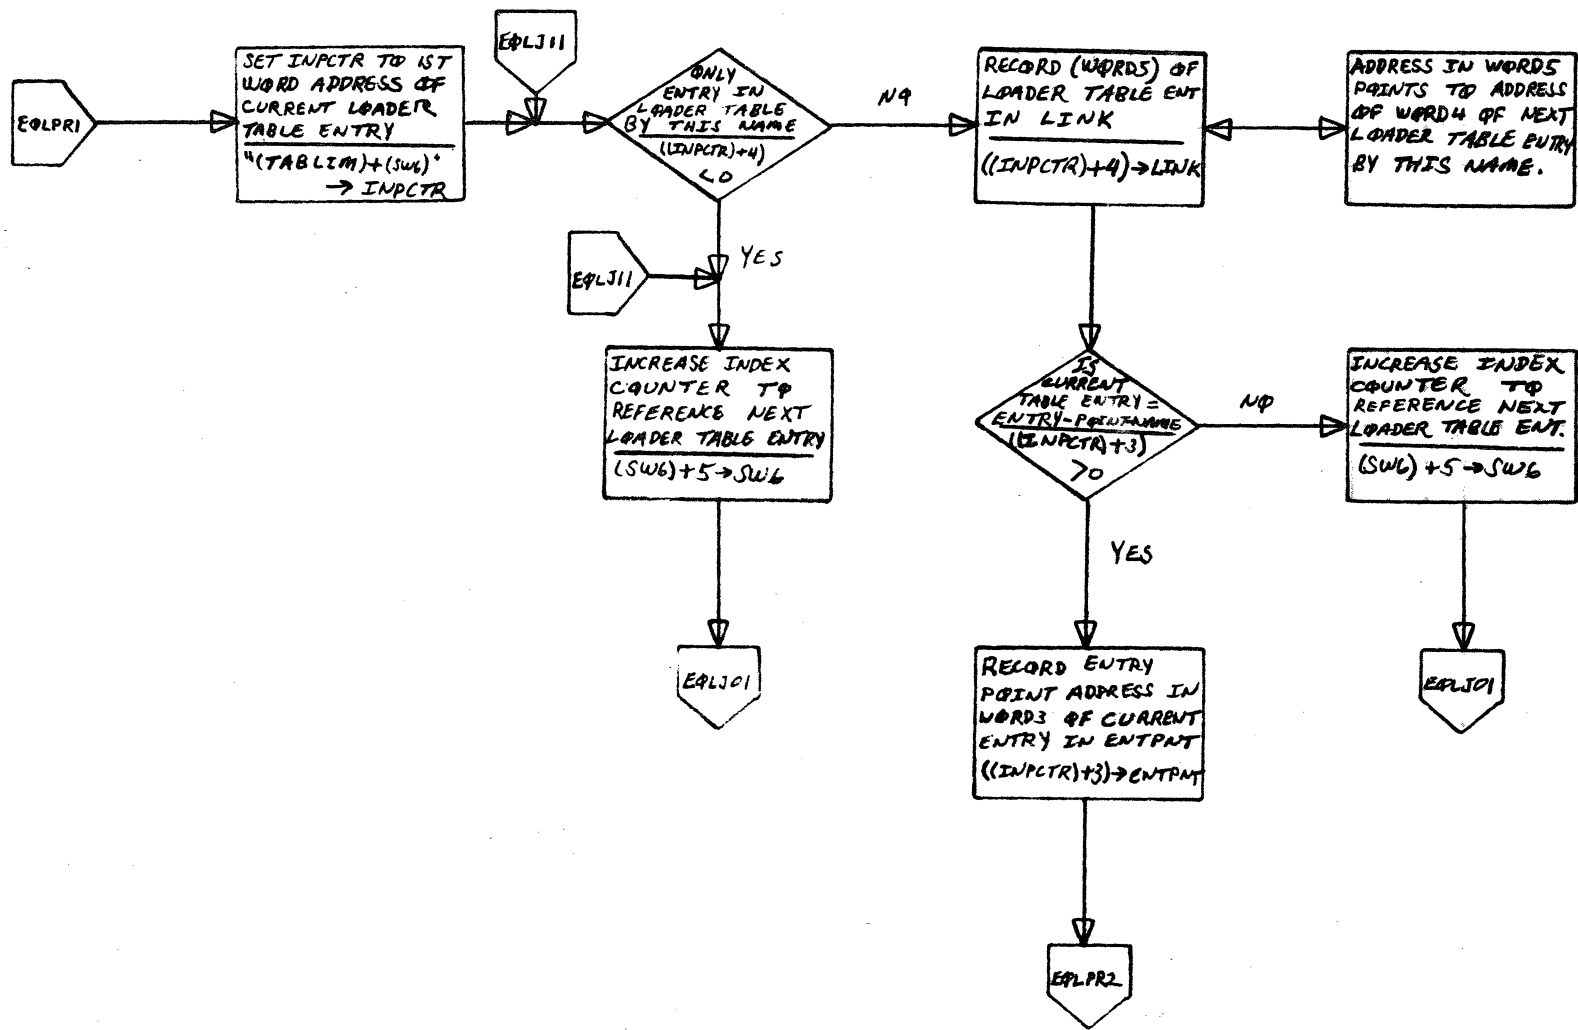 EØLPR1
SET INPCTR TØ 1ST
WØRD ADDRESS ØF
CURRENT LØADER
TABLE ENTRY
"(TABLIM)+(SW6)"
→ INPCTR
EØLJ11
ØNLY
ENTRY IN
LØADER TABLE
BY THIS NAME
((INPCTR)+4)
<0
NØ
YES
EØLJ11
INCREASE INDEX
CØUNTER TØ
REFERENCE NEXT
LØADER TABLE ENTRY
(SW6)+5→SW6
EØLJ01
RECØRD (WØRD5) ØF
LØADER TABLE ENT
IN LINK
((INPCTR)+4)→LINK
ADDRESS IN WØRD5
PØINTS TØ ADDRESS
ØF WØRD4 ØF NEXT
LØADER TABLE ENTRY
BY THIS NAME.
IS
CURRENT
TABLE ENTRY =
ENTRY-PØINT-NAME
((INPCTR)+3)
>0
NØ
YES
INCREASE INDEX
CØUNTER TØ
REFERENCE NEXT
LØADER TABLE ENT.
(SW6)+5→SW6
EØLJ01
RECØRD ENTRY
PØINT ADDRESS IN
WØRD3 ØF CURRENT
ENTRY IN ENTPNT
((INPCTR)+3)→ENTPNT
EØLPR2